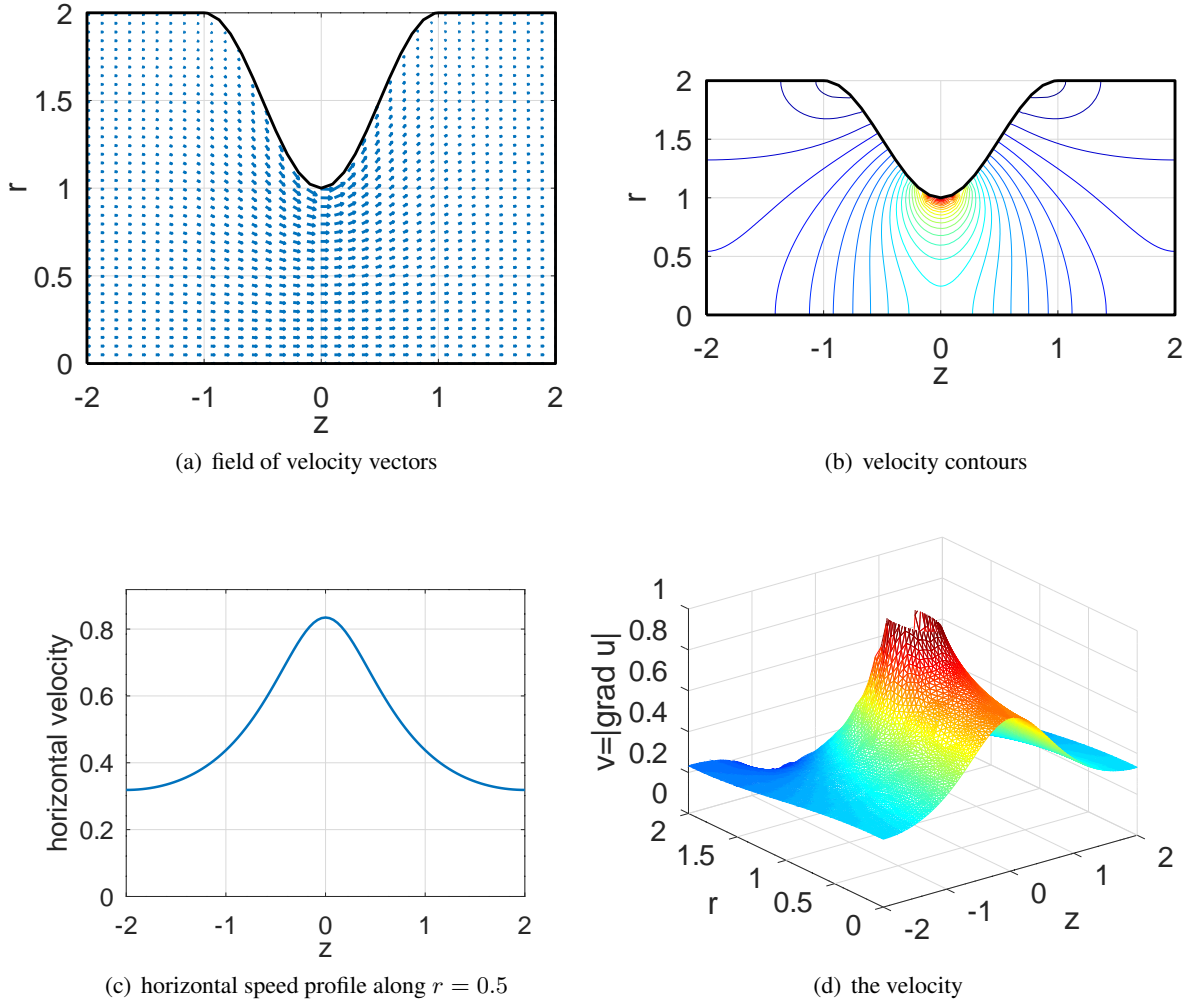 2
1.5
1
0.5
0
r
-2 -1 0 1 2
z
(a) field of velocity vectors
2
1.5
1
0.5
0
r
-2 -1 0 1 2
z
(b) velocity contours
0.8
0.6
0.4
0.2
0
horizontal velocity
-2 -1 0 1 2
z
(c) horizontal speed profile along r = 0.5
1
0.8
0.6
0.4
0.2
0
v=|grad u|
2
1.5
1
0.5
0
r
-2 -1 0 1 2
z
(d) the velocity